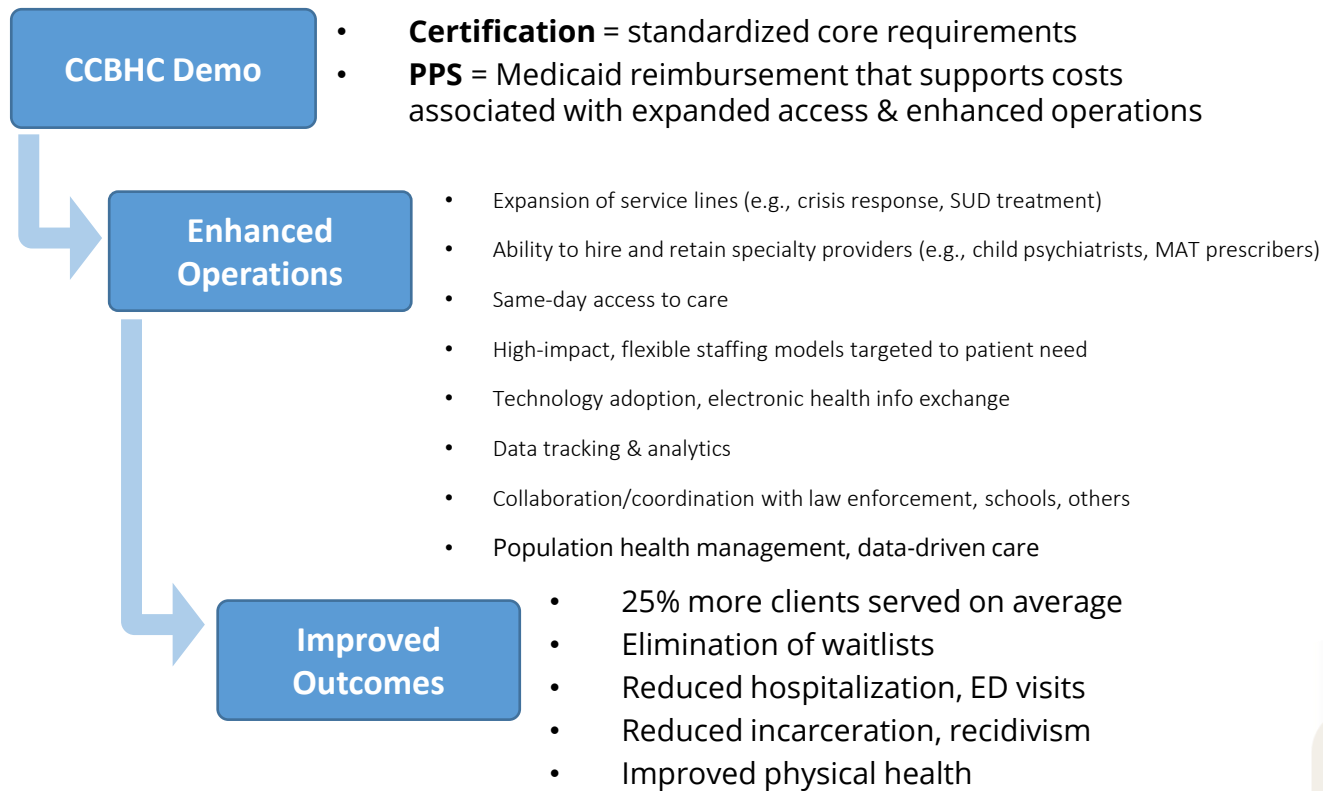 CCBHC Demo
• Certification = standardized core requirements
• PPS = Medicaid reimbursement that supports costs
associated with expanded access & enhanced operations
Enhanced
Operations
• Expansion of service lines (e.g., crisis response, SUD treatment)
• Ability to hire and retain specialty providers (e.g., child psychiatrists, MAT prescribers)
• Same-day access to care
• High-impact, flexible staffing models targeted to patient need
• Technology adoption, electronic health info exchange
• Data tracking & analytics
• Collaboration/coordination with law enforcement, schools, others
• Population health management, data-driven care
Improved
Outcomes
• 25% more clients served on average
• Elimination of waitlists
• Reduced hospitalization, ED visits
• Reduced incarceration, recidivism
• Improved physical health